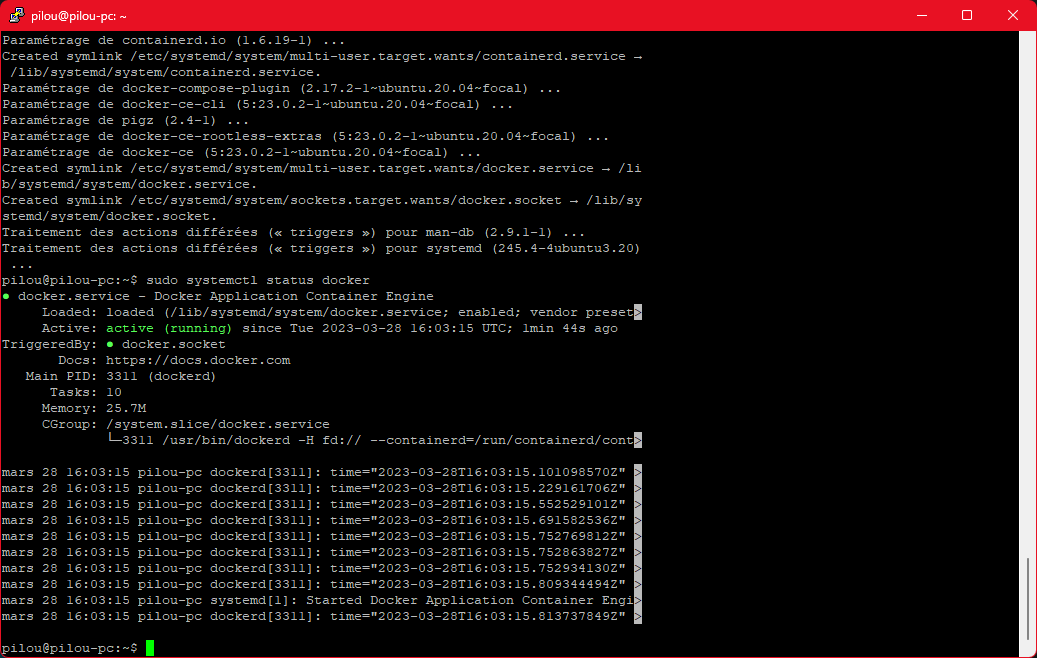 pilou@pilou-pc: ~
Paramétrage de containerd.io (1.6.19-1) ...
Created symlink /etc/systemd/system/multi-user.target.wants/containerd.service →
 /lib/systemd/system/containerd.service.
Paramétrage de docker-compose-plugin (2.17.2-1~ubuntu.20.04~focal) ...
Paramétrage de docker-ce-cli (5:23.0.2-1~ubuntu.20.04~focal) ...
Paramétrage de pigz (2.4-1) ...
Paramétrage de docker-ce-rootless-extras (5:23.0.2-1~ubuntu.20.04~focal) ...
Paramétrage de docker-ce (5:23.0.2-1~ubuntu.20.04~focal) ...
Created symlink /etc/systemd/system/multi-user.target.wants/docker.service → /li
b/systemd/system/docker.service.
Created symlink /etc/systemd/system/sockets.target.wants/docker.socket → /lib/sy
stemd/system/docker.socket.
Traitement des actions différées (« triggers ») pour man-db (2.9.1-1) ...
Traitement des actions différées (« triggers ») pour systemd (245.4-4ubuntu3.20)
 ...
pilou@pilou-pc:~$ sudo systemctl status docker
● docker.service - Docker Application Container Engine
     Loaded: loaded (/lib/systemd/system/docker.service; enabled; vendor preset>
     Active: active (running) since Tue 2023-03-28 16:03:15 UTC; 1min 44s ago
TriggeredBy: ● docker.socket
       Docs: https://docs.docker.com
   Main PID: 3311 (dockerd)
      Tasks: 10
     Memory: 25.7M
     CGroup: /system.slice/docker.service
             └─3311 /usr/bin/dockerd -H fd:// --containerd=/run/containerd/cont>
mars 28 16:03:15 pilou-pc dockerd[3311]: time="2023-03-28T16:03:15.101098570Z" >
mars 28 16:03:15 pilou-pc dockerd[3311]: time="2023-03-28T16:03:15.229161706Z" >
mars 28 16:03:15 pilou-pc dockerd[3311]: time="2023-03-28T16:03:15.552529101Z" >
mars 28 16:03:15 pilou-pc dockerd[3311]: time="2023-03-28T16:03:15.691582536Z" >
mars 28 16:03:15 pilou-pc dockerd[3311]: time="2023-03-28T16:03:15.752769812Z" >
mars 28 16:03:15 pilou-pc dockerd[3311]: time="2023-03-28T16:03:15.752863827Z" >
mars 28 16:03:15 pilou-pc dockerd[3311]: time="2023-03-28T16:03:15.752934130Z" >
mars 28 16:03:15 pilou-pc dockerd[3311]: time="2023-03-28T16:03:15.809344494Z" >
mars 28 16:03:15 pilou-pc systemd[1]: Started Docker Application Container Engi>
mars 28 16:03:15 pilou-pc dockerd[3311]: time="2023-03-28T16:03:15.813737849Z" >
pilou@pilou-pc:~$